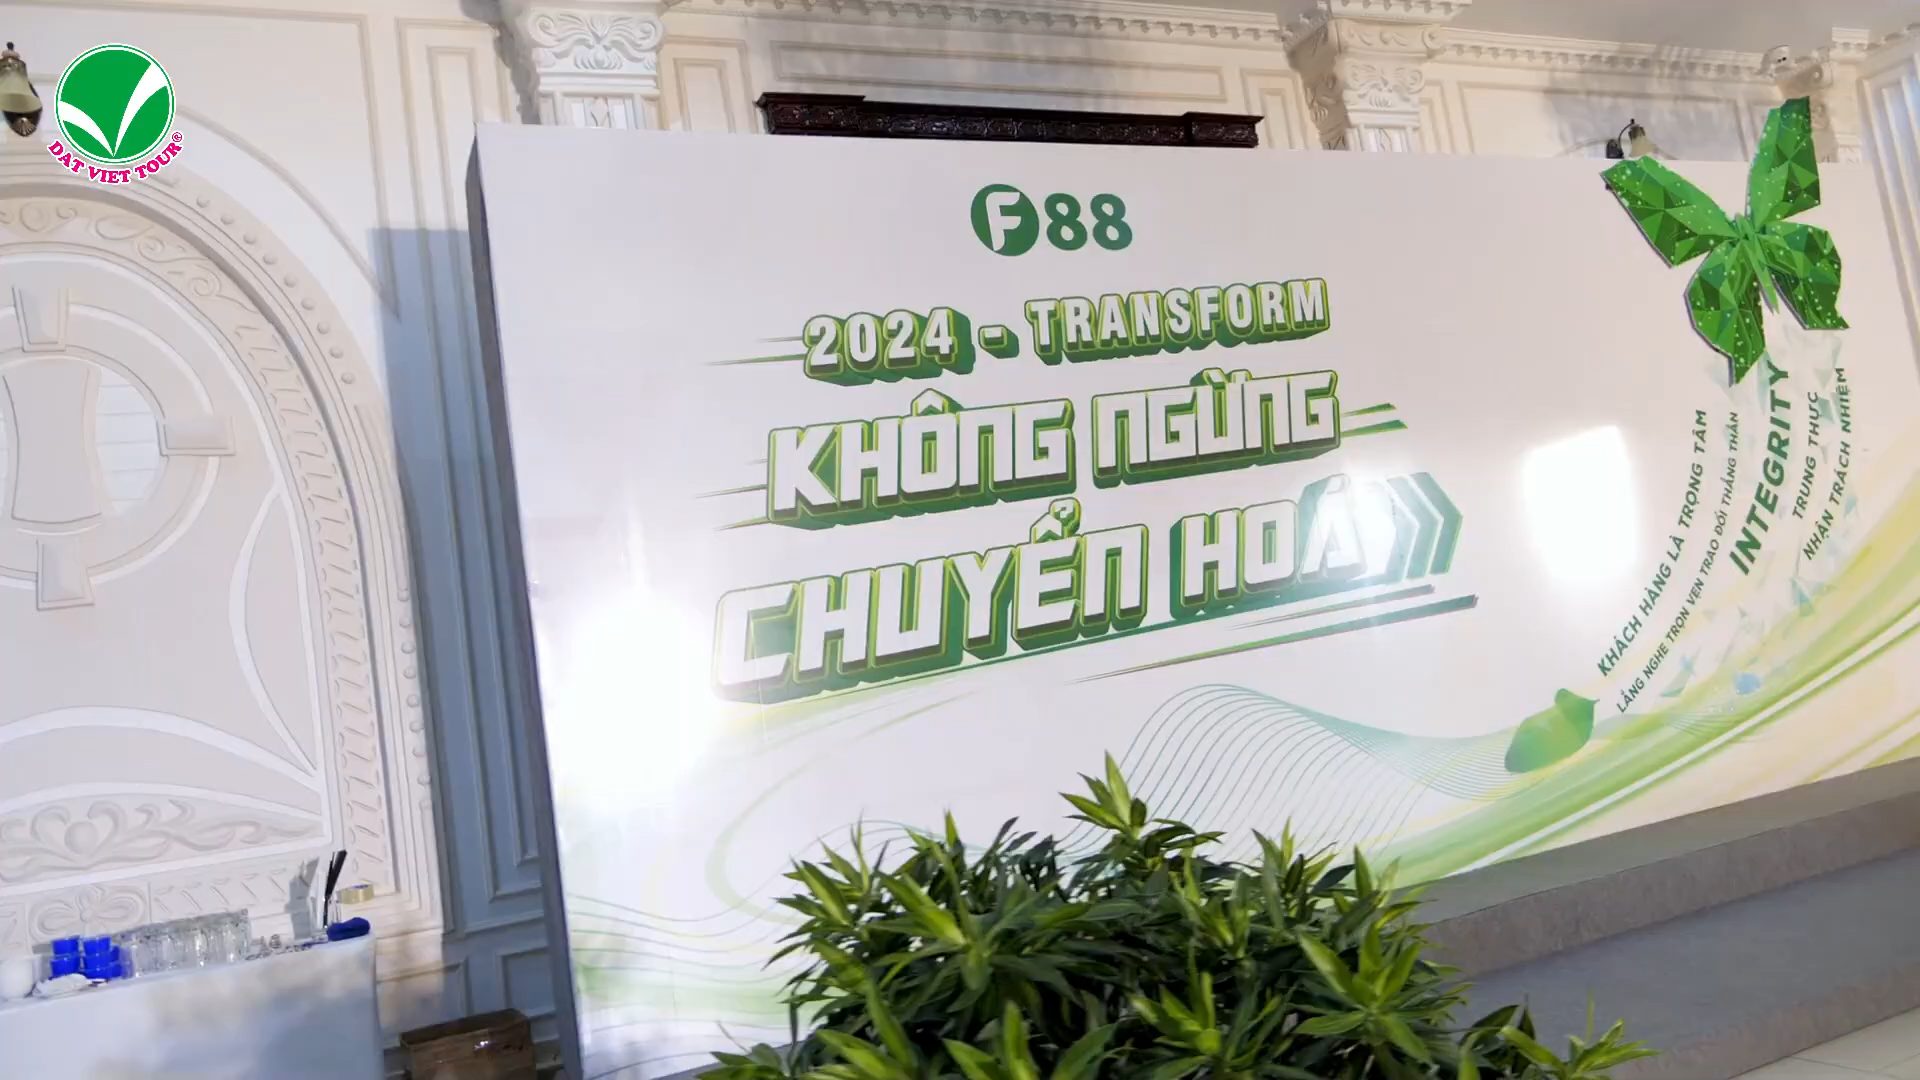 DAT VIET TOUR®
F88
2024 - TRANSFORM
KHÔNG NGỪNG
CHUYỂN HOÁ
KHÁCH HÀNG LÀ TRỌNG TÂM
LẮNG NGHE TRỌN VẸN TRAO ĐỔI THẲNG THẮN
INTEGRITY
TRUNG THỰC
NHẬN TRÁCH NHIỆM